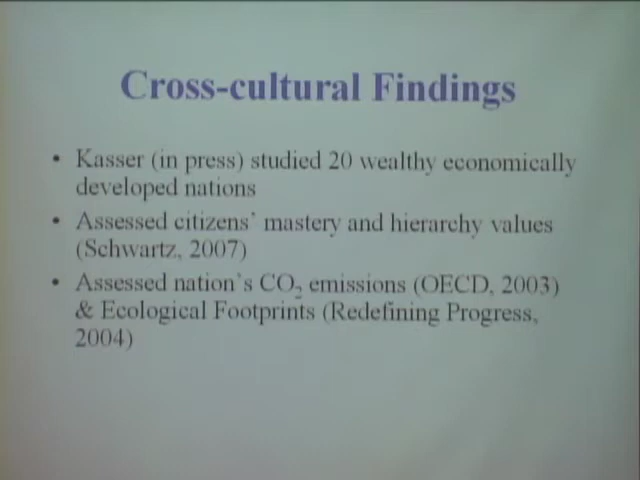 Cross-cultural Findings
• Kasser (in press) studied 20 wealthy economically
developed nations
• Assessed citizens' mastery and hierarchy values
(Schwartz, 2007)
• Assessed nation's CO₂ emissions (OECD, 2003)
& Ecological Footprints (Redefining Progress,
2004)